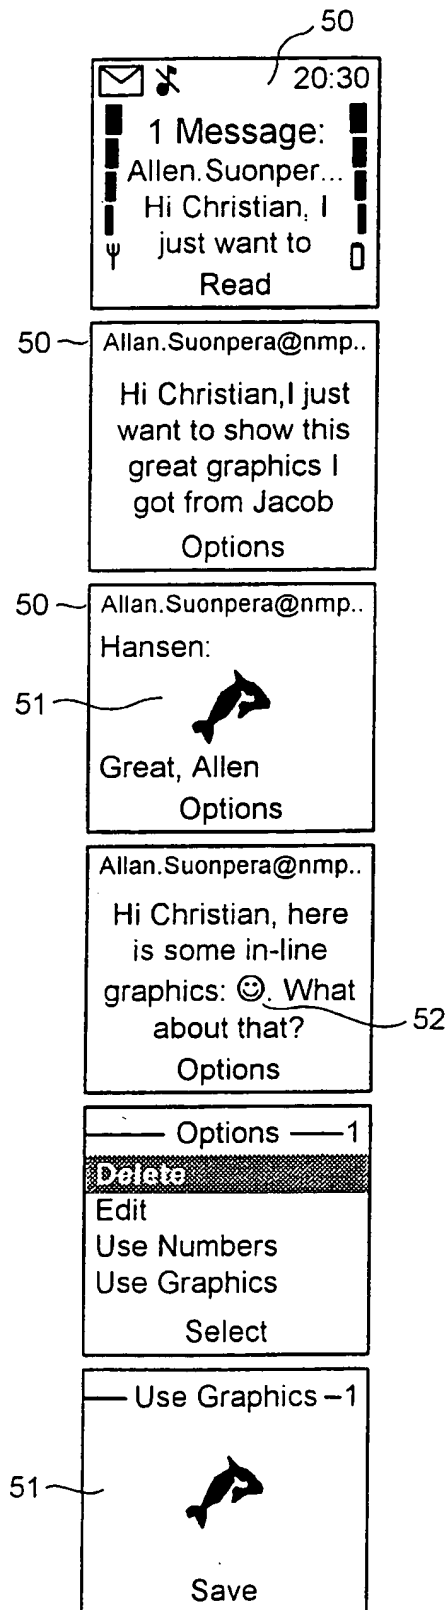 50
20:30
1 Message:
Allen.Suonper...
Hi Christian, I
just want to
Read
50
Allan.Suonpera@nmp..
Hi Christian,I just
want to show this
great graphics I
got from Jacob
Options
50
Allan.Suonpera@nmp..
Hansen:
51
Great, Allen
Options
Allan.Suonpera@nmp..
Hi Christian, here
is some in-line
graphics: ☺. What
about that?
52
Options
Options 1
Delete
Edit
Use Numbers
Use Graphics
Select
Use Graphics 1
51
Save